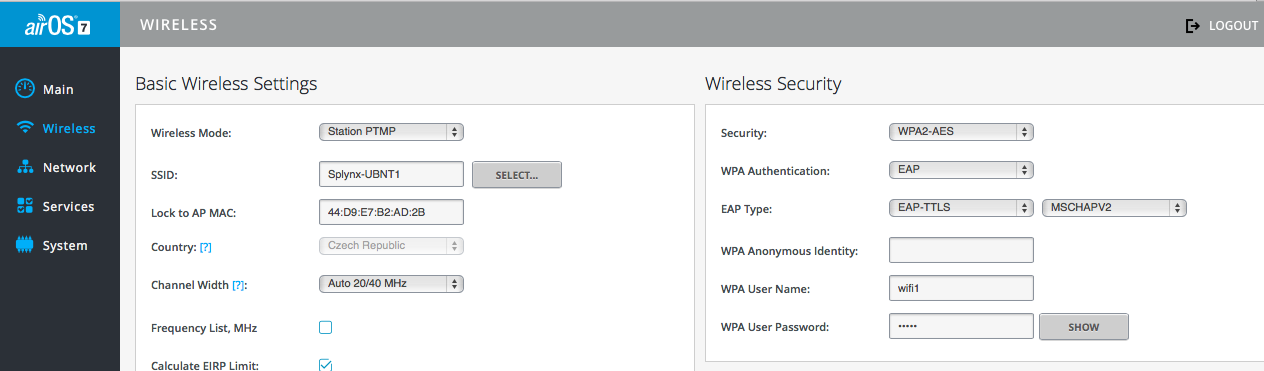 airOS 7
WIRELESS
LOGOUT
Main
Wireless
Network
Services
System
Basic Wireless Settings
Wireless Mode: Station PTMP
SSID: Splynx-UBNT1 SELECT...
Lock to AP MAC: 44:D9:E7:B2:AD:2B
Country: [?] Czech Republic
Channel Width [?]: Auto 20/40 MHz
Frequency List, MHz
Calculate EIRP Limit:
Wireless Security
Security: WPA2-AES
WPA Authentication: EAP
EAP Type: EAP-TTLS MSCHAPV2
WPA Anonymous Identity:
WPA User Name: wifi1
WPA User Password: ••••• SHOW